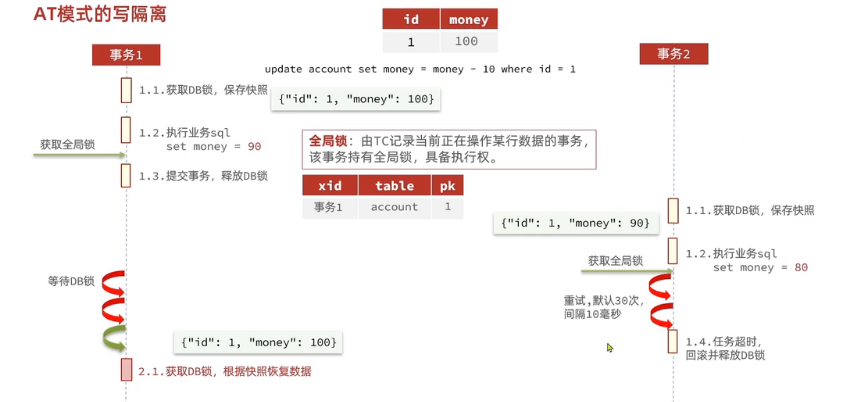 AT模式的写隔离
id money
1 100
update account set money = money - 10 where id = 1
事务1
1.1.获取DB锁，保存快照
{"id": 1, "money": 100}
1.2.执行业务sql
set money = 90
获取全局锁
1.3.提交事务，释放DB锁
全局锁：由TC记录当前正在操作某行数据的事务，
该事务持有全局锁，具备执行权。
xid table pk
事务1 account 1
等待DB锁
{"id": 1, "money": 100}
2.1.获取DB锁，根据快照恢复数据
事务2
1.1.获取DB锁，保存快照
{"id": 1, "money": 90}
1.2.执行业务sql
set money = 80
获取全局锁
重试,默认30次，
间隔10毫秒
1.4.任务超时，
回滚并释放DB锁